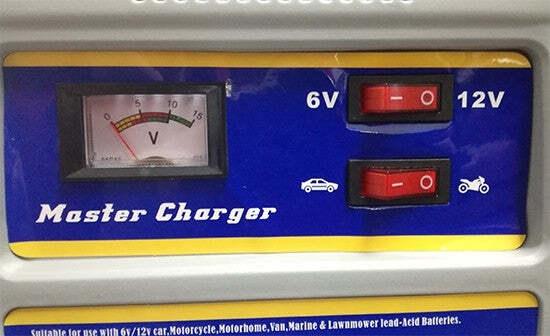 0 5 10 15
V
6V — O 12V
— O
Master Charger
Suitable for use with 6v/12v car,Motorcycle,Motorhome,Van,Marine & Lawnmower lead-Acid Batteries.